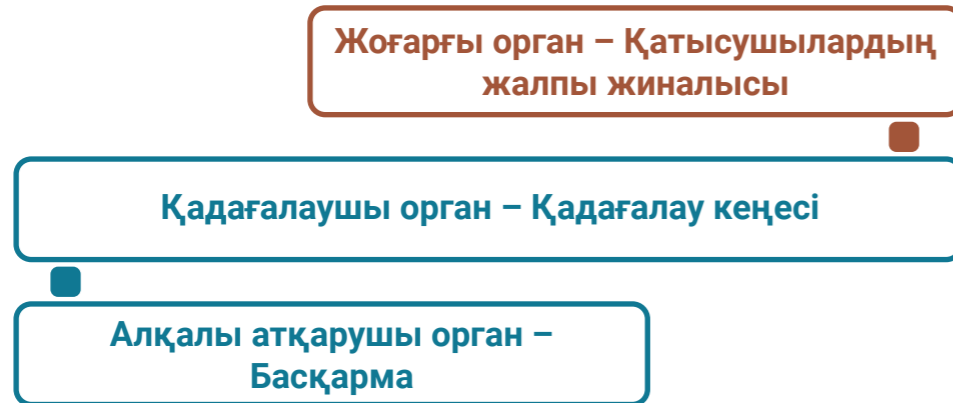 Жоғарғы орган – Қатысушылардың
жалпы жиналысы
Қадағалаушы орган – Қадағалау кеңесі
Алқалы атқарушы орган –
Басқарма